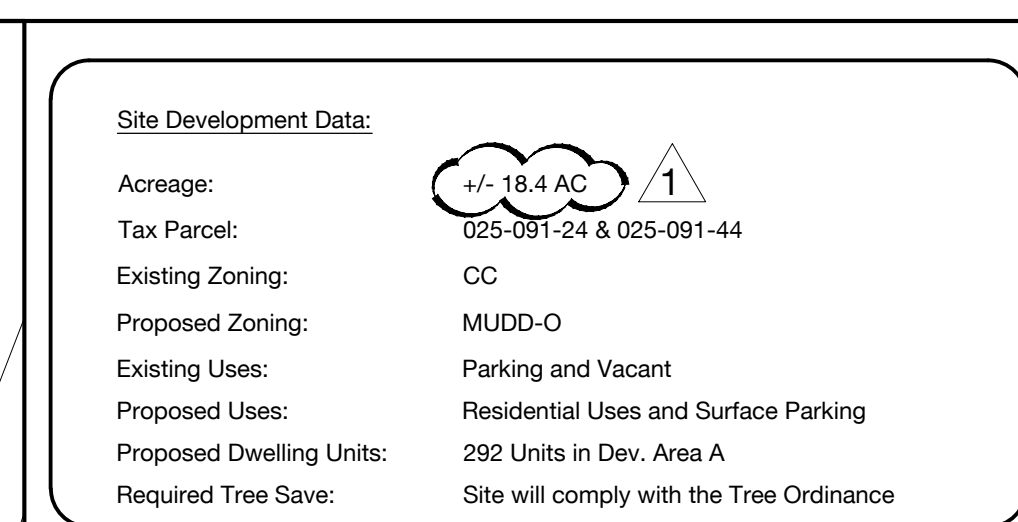 Site Development Data:
Acreage: +/- 18.4 AC 1
Tax Parcel: 025-091-24 & 025-091-44
Existing Zoning: CC
Proposed Zoning: MUDD-O
Existing Uses: Parking and Vacant
Proposed Uses: Residential Uses and Surface Parking
Proposed Dwelling Units: 292 Units in Dev. Area A
Required Tree Save: Site will comply with the Tree Ordinance